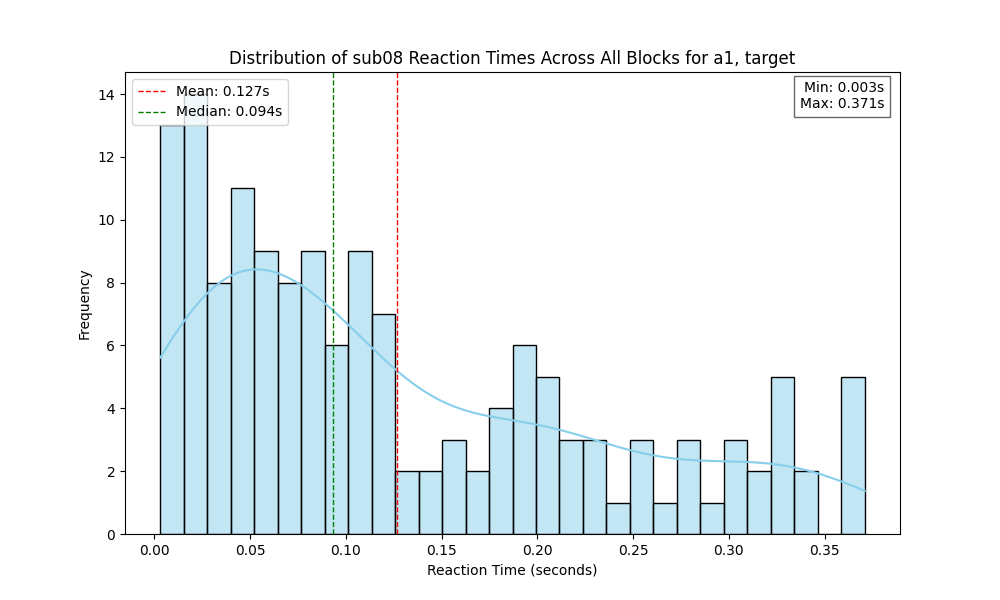 Distribution of sub08 Reaction Times Across All Blocks for a1, target
Mean: 0.127s
Median: 0.094s
Min: 0.003s
Max: 0.371s
14
12
10
8
6
4
2
0
Frequency
0.00 0.05 0.10 0.15 0.20 0.25 0.30 0.35
Reaction Time (seconds)